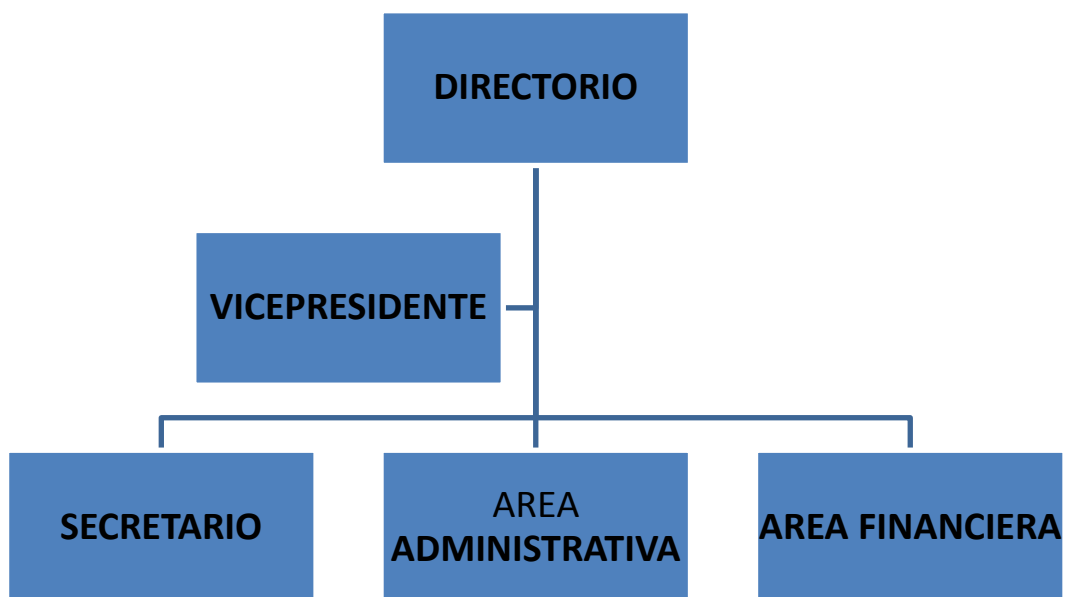 DIRECTORIO
VICEPRESIDENTE
SECRETARIO
AREA
ADMINISTRATIVA
AREA FINANCIERA